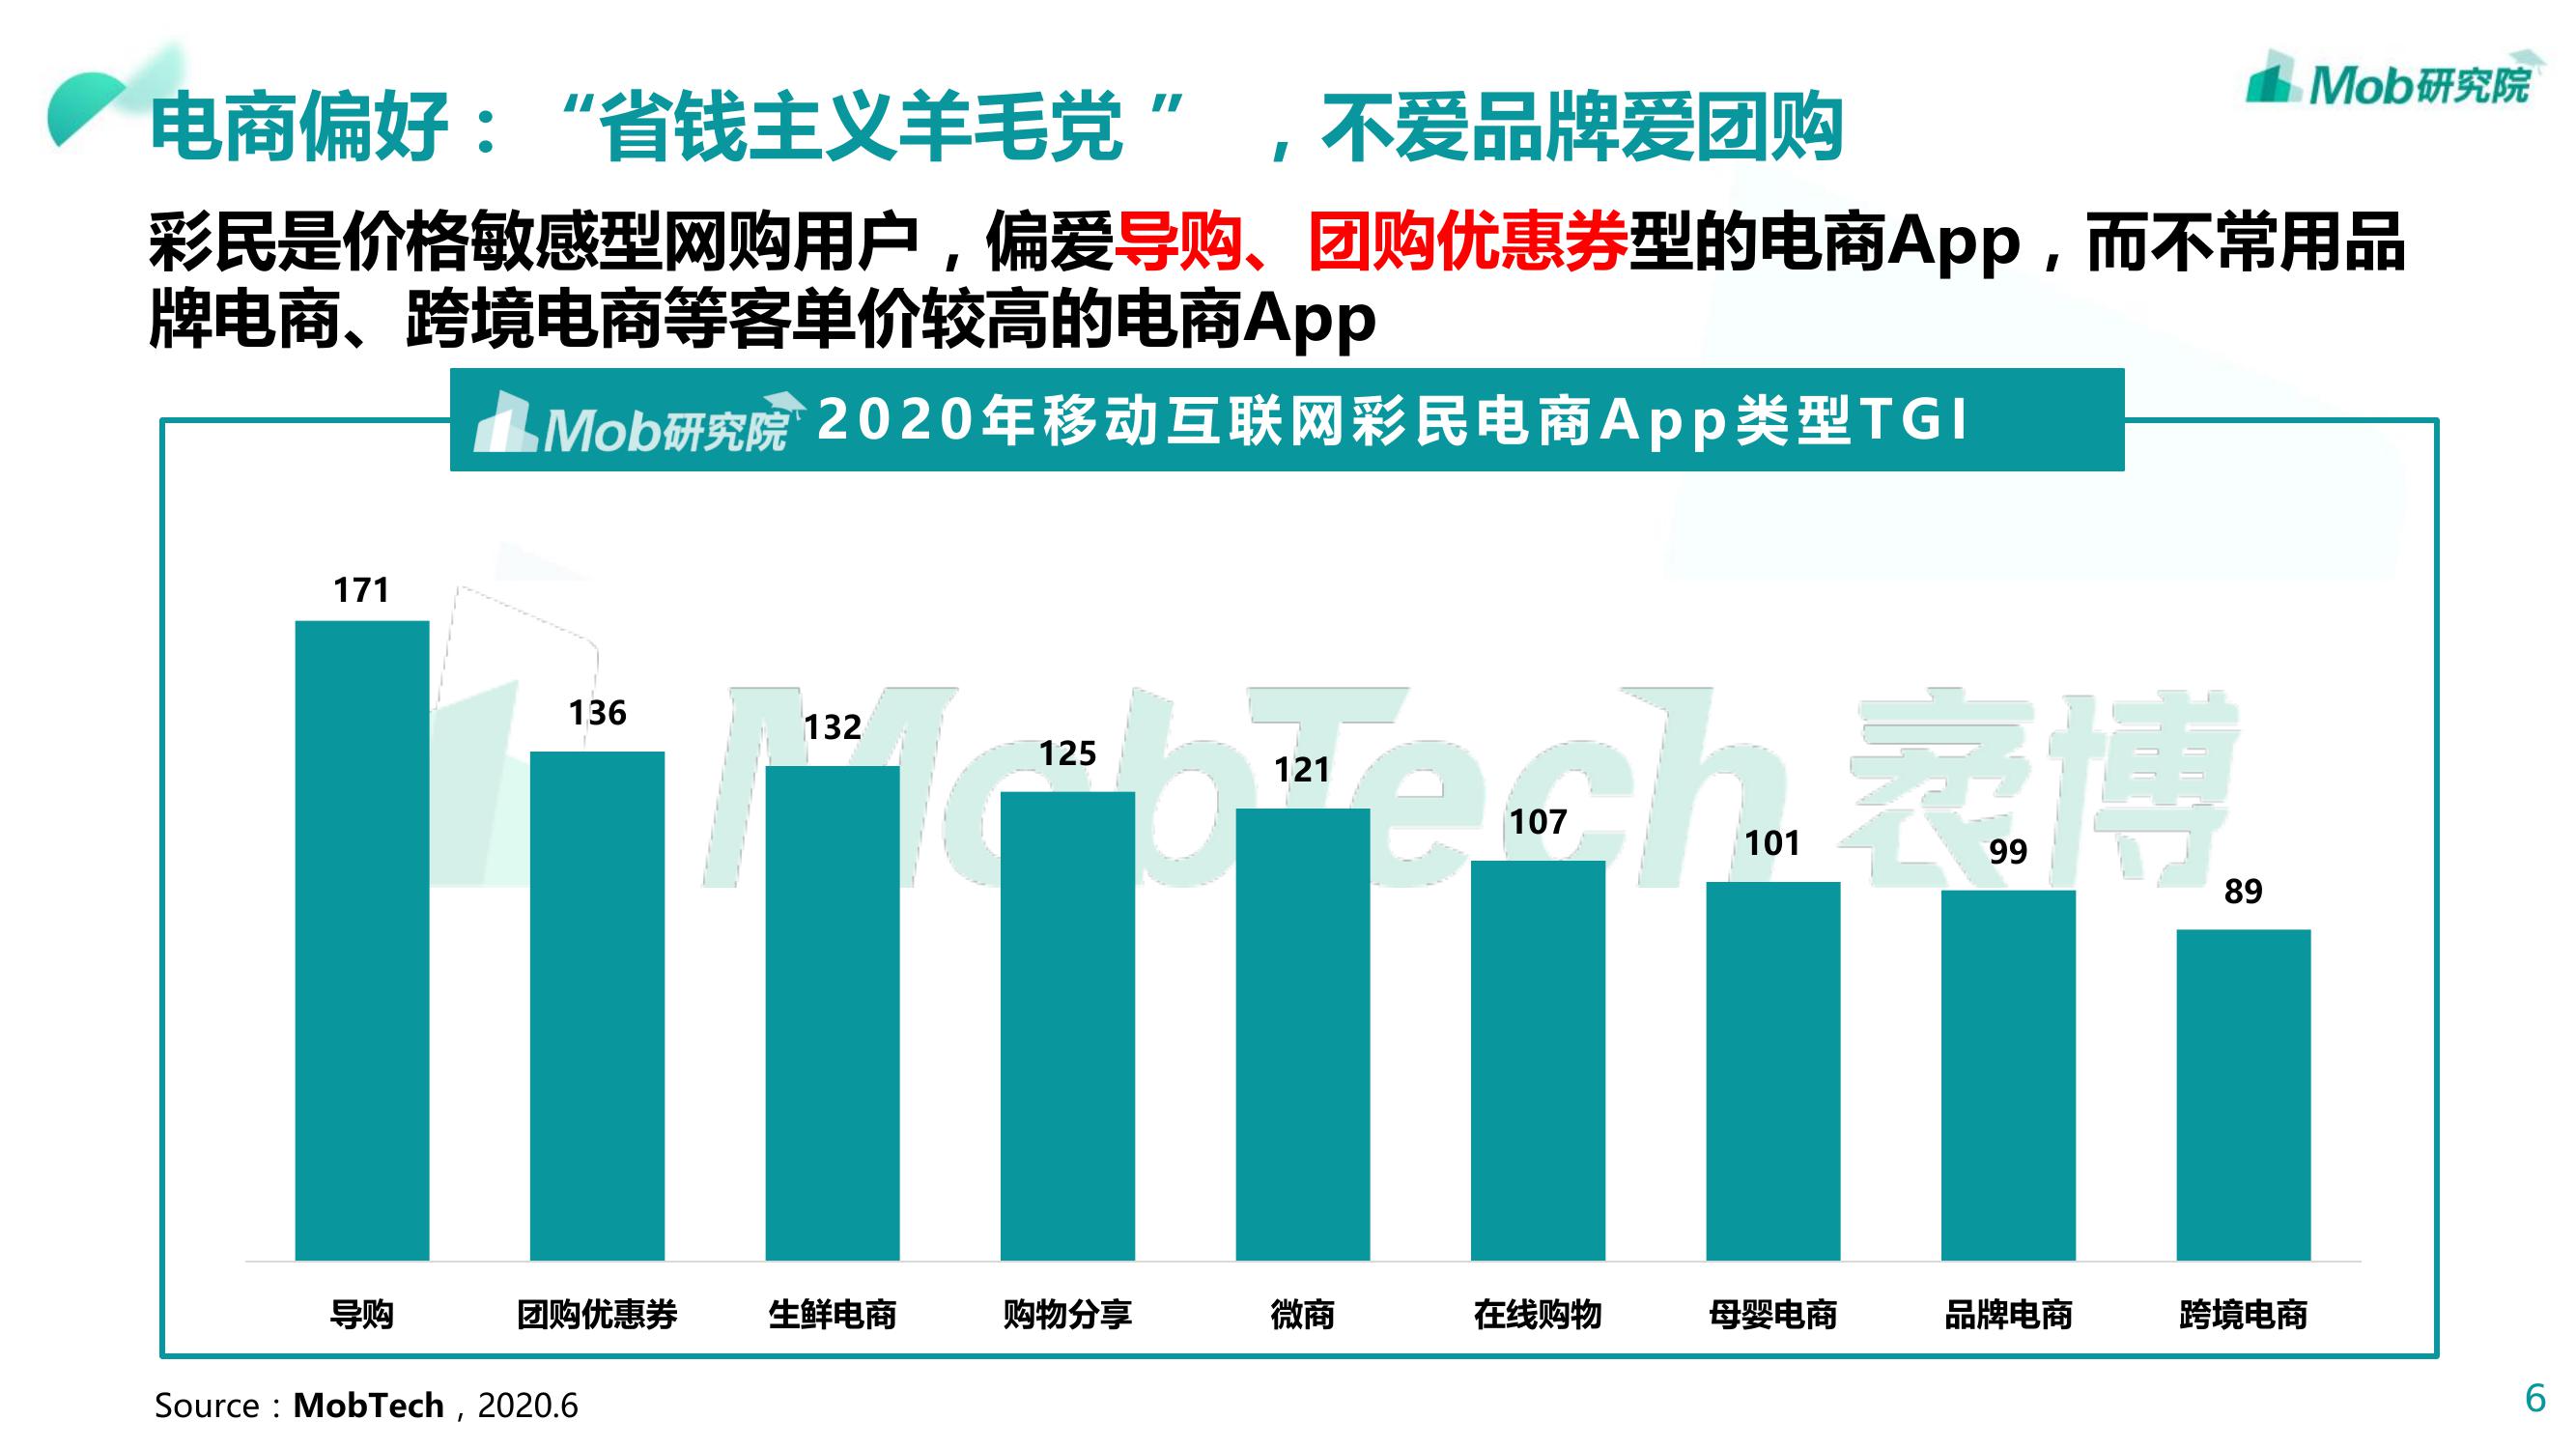 电商偏好：“省钱主义羊毛党 ”，不爱品牌爱团购
Mob研究院
彩民是价格敏感型网购用户，偏爱导购、团购优惠券型的电商App，而不常用品
牌电商、跨境电商等客单价较高的电商App
Mob研究院 2020年移动互联网彩民电商App类型TGI
171
136
132
125
121
107
101
99
89
MobTech 袤博
导购
团购优惠券
生鲜电商
购物分享
微商
在线购物
母婴电商
品牌电商
跨境电商
Source：MobTech，2020.6
6